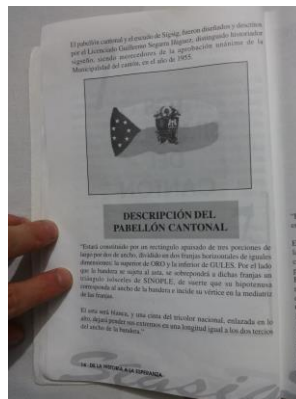 El pabellón cantonal y el escudo de Sigsig, fueron diseñados y descritos
por el Licenciado Guillermo Segarra Iñiguez, distinguido historiador
sigseño, siendo merecedores de la aprobación unánime de la
Municipalidad del cantón, en el año de 1955.
DESCRIPCIÓN DEL
PABELLÓN CANTONAL
"Estará constituido por un rectángulo apaisado de tres porciones de
largo por dos de ancho, dividido en dos franjas horizontales de iguales
dimensiones: la superior de ORO y la inferior de GULES. Por el lado
que la bandera se sujeta al asta, se sobrepondrá a dichas franjas un
triángulo isósceles de SINOPLE, de suerte que su hipotenusa
corresponda al ancho de la bandera e incida su vértice en la mediatriz
de las franjas.
El asta será blanca, y una cinta del tricolor nacional, enlazada en lo
alto, dejará pender sus extremos en una longitud igual a los dos tercios
del ancho de la bandera."
14 DE LA HISTORIA A LA ESPERANZA
Sigsig